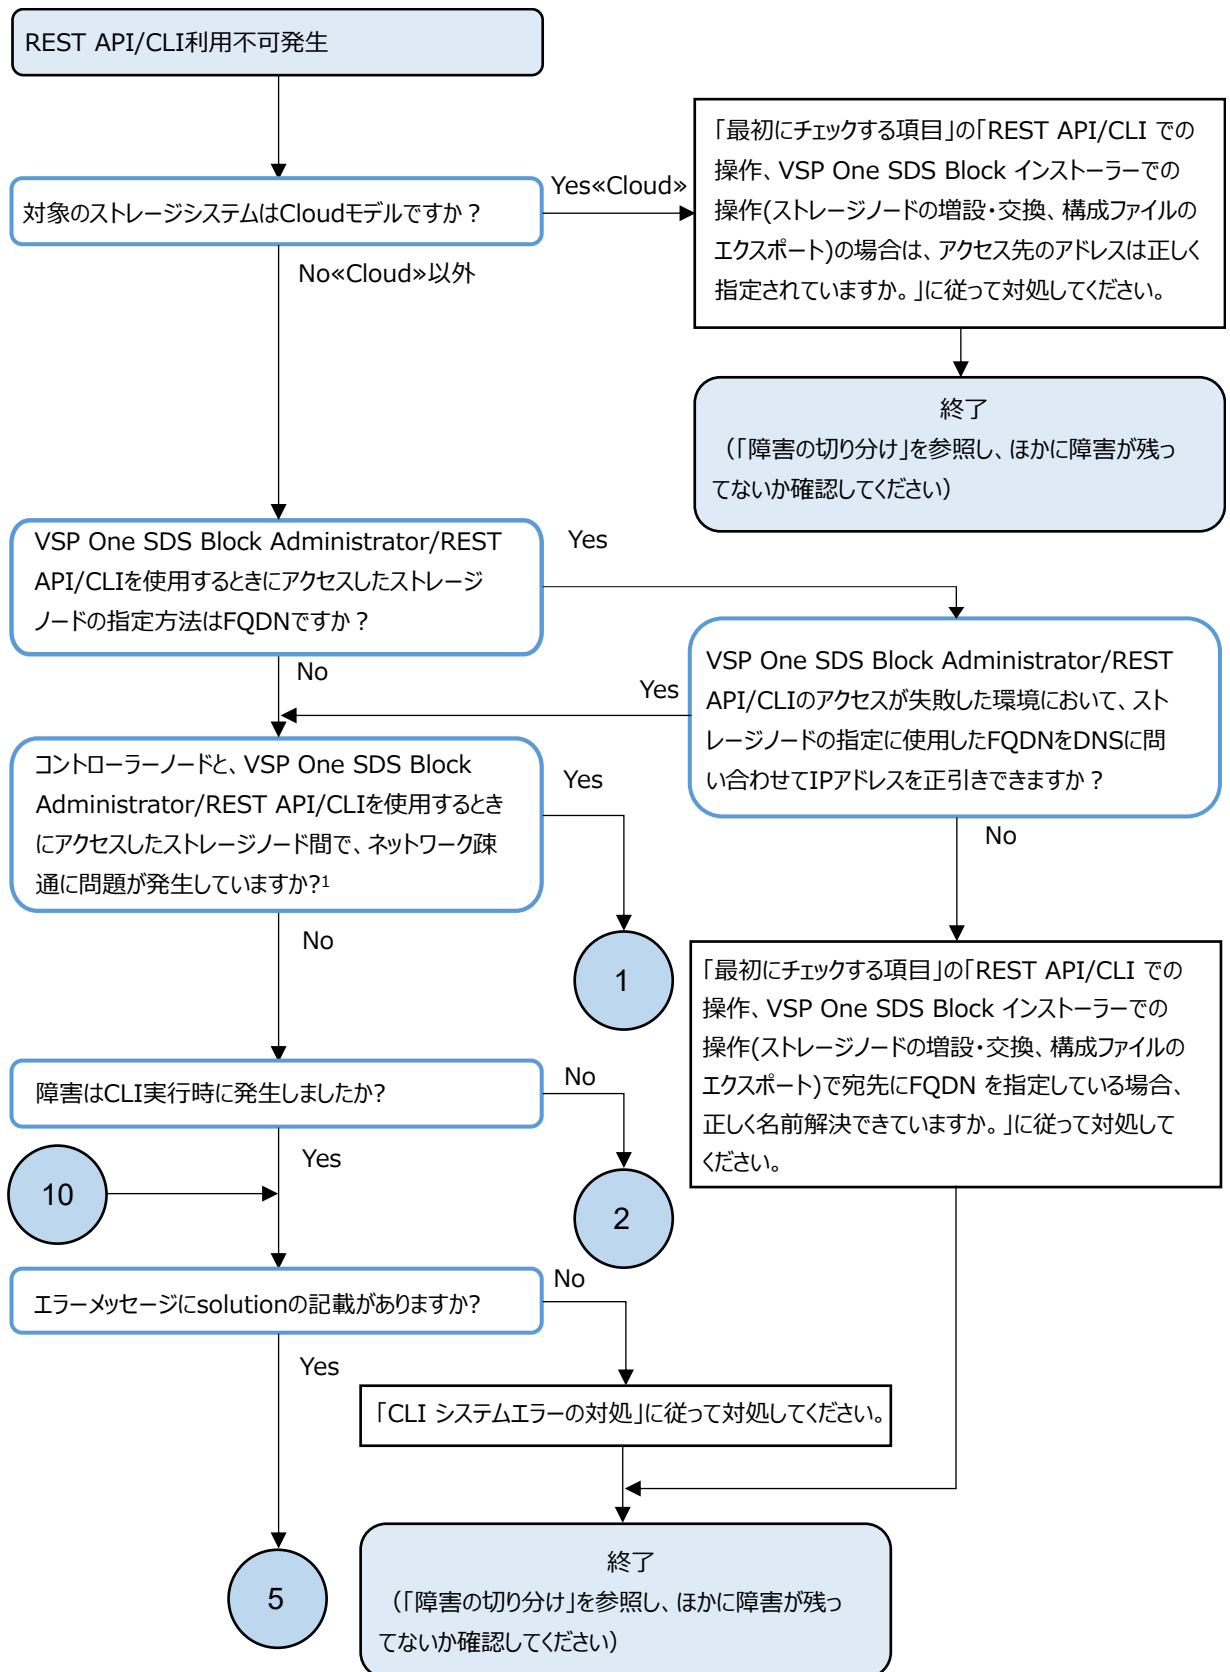 REST API/CLI利用不可発生
対象のストレージシステムはCloudモデルですか？
Yes«Cloud»
「最初にチェックする項目」の「REST API/CLI での
操作、VSP One SDS Block インストーラーでの
操作(ストレージノードの増設・交換、構成ファイルの
エクスポート)の場合は、アクセス先のアドレスは正しく
指定されていますか。」に従って対処してください。
No«Cloud»以外
終了
（「障害の切り分け」を参照し、ほかに障害が残っ
てないか確認してください）
VSP One SDS Block Administrator/REST
API/CLIを使用するときにアクセスしたストレージ
ノードの指定方法はFQDNですか？
Yes
No
VSP One SDS Block Administrator/REST
API/CLIのアクセスが失敗した環境において、スト
レージノードの指定に使用したFQDNをDNSに問
い合わせてIPアドレスを正引きできますか？
Yes
No
コントローラーノードと、VSP One SDS Block
Administrator/REST API/CLIを使用するとき
にアクセスしたストレージノード間で、ネットワーク疎
通に問題が発生していますか?1
Yes
No
1
「最初にチェックする項目」の「REST API/CLI での
操作、VSP One SDS Block インストーラーでの
操作(ストレージノードの増設・交換、構成ファイルの
エクスポート)で宛先にFQDN を指定している場合、
正しく名前解決できていますか。」に従って対処して
ください。
障害はCLI実行時に発生しましたか?
No
Yes
10
2
エラーメッセージにsolutionの記載がありますか?
No
Yes
「CLI システムエラーの対処」に従って対処してください。
5
終了
（「障害の切り分け」を参照し、ほかに障害が残っ
てないか確認してください）